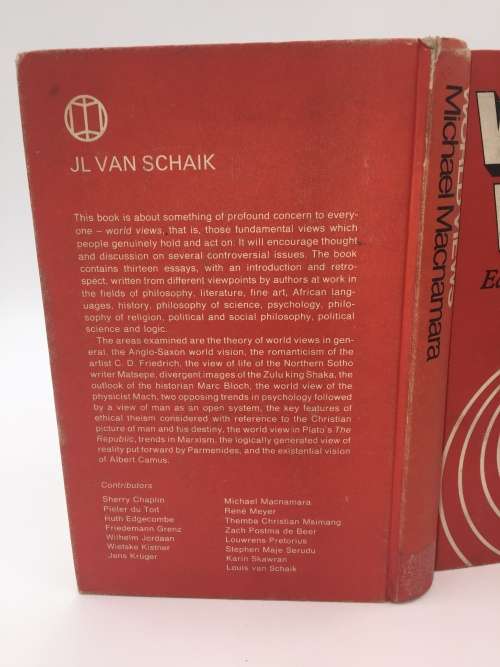 JL VAN SCHAIK
This book is about something of profound concern to every-
one – world views, that is, those fundamental views which
people genuinely hold and act on. It will encourage thought
and discussion on several controversial issues. The book
contains thirteen essays, with an introduction and retro-
spect, written from different viewpoints by authors at work in
the fields of philosophy, literature, fine art, African lang-
uages, history, philosophy of science, psychology, philo-
sophy of religion, political and social philosophy, political
science and logic.
The areas examined are the theory of world views in gen-
eral, the Anglo-Saxon world vision, the romanticism of the
artist C. D. Friedrich, the view of life of the Northern Sotho
writer Matsepe, divergent images of the Zulu king Shaka, the
outlook of the historian Marc Bloch, the world view of the
physicist Mach, two opposing trends in psychology followed
by a view of man as an open system, the key features of
ethical theism considered with reference to the Christian
picture of man and his destiny, the world view in Plato's The
Republic, trends in Marxism, the logically generated view of
reality put forward by Parmenides, and the existential vision
of Albert Camus.
Contributors
Sherry Chaplin
Pieter du Toit
Ruth Edgecombe
Friedemann Grenz
Wilhelm Jordaan
Wietske Kistner
Jens Krüger
Michael Macnamara
René Meyer
Themba Christian Msimang
Zach Postma de Beer
Louwrens Pretorius
Stephen Maje Serudu
Karin Skawran
Louis van Schaik
WORLD VIEWS
Michael Macnamara